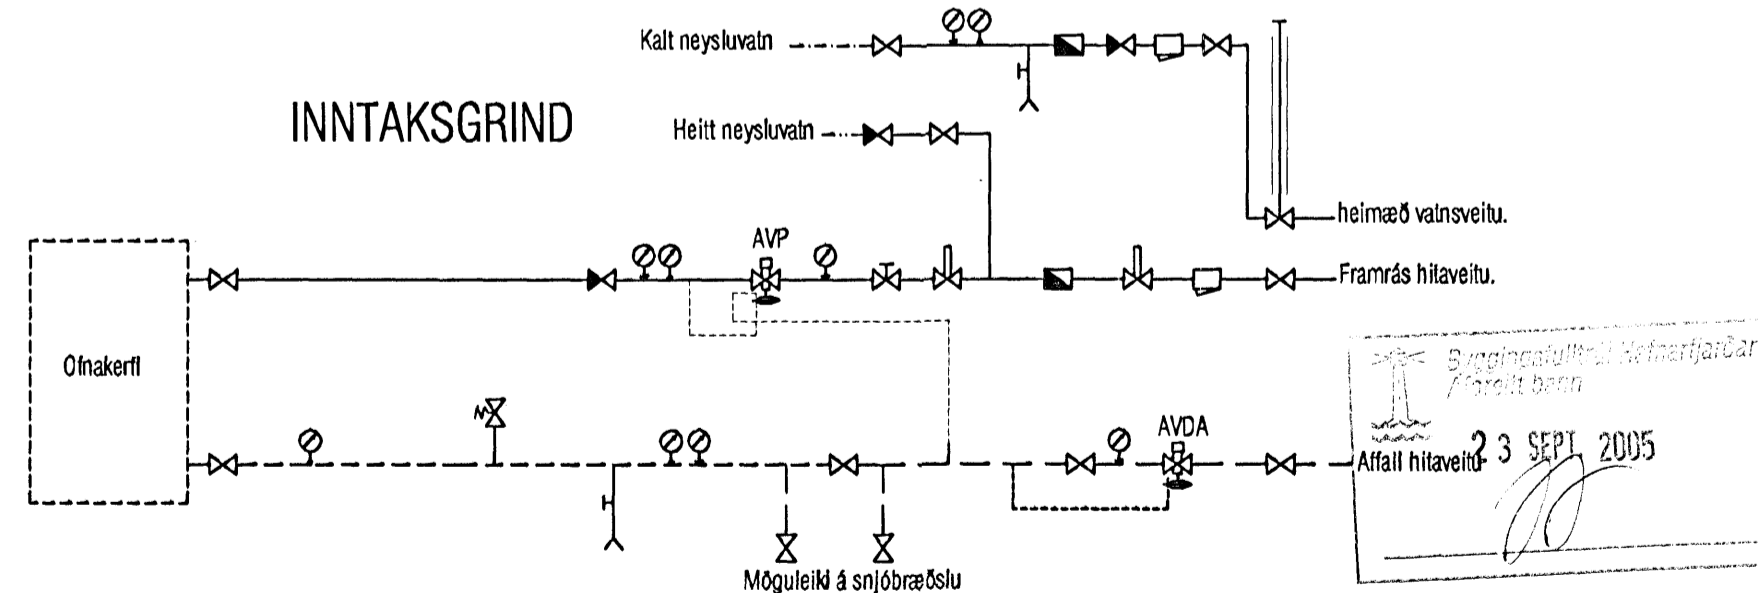 Kalt neysluvatn
INNTAKSGRIND
Heitt neysluvatn
heimæð vatnsveitu.
AVP
Framrás hitaveitu.
Ofnakerfi
AVDA
Affall hitaveitu
23 SEPT. 2005
Möguleiki á snjóbræðslu